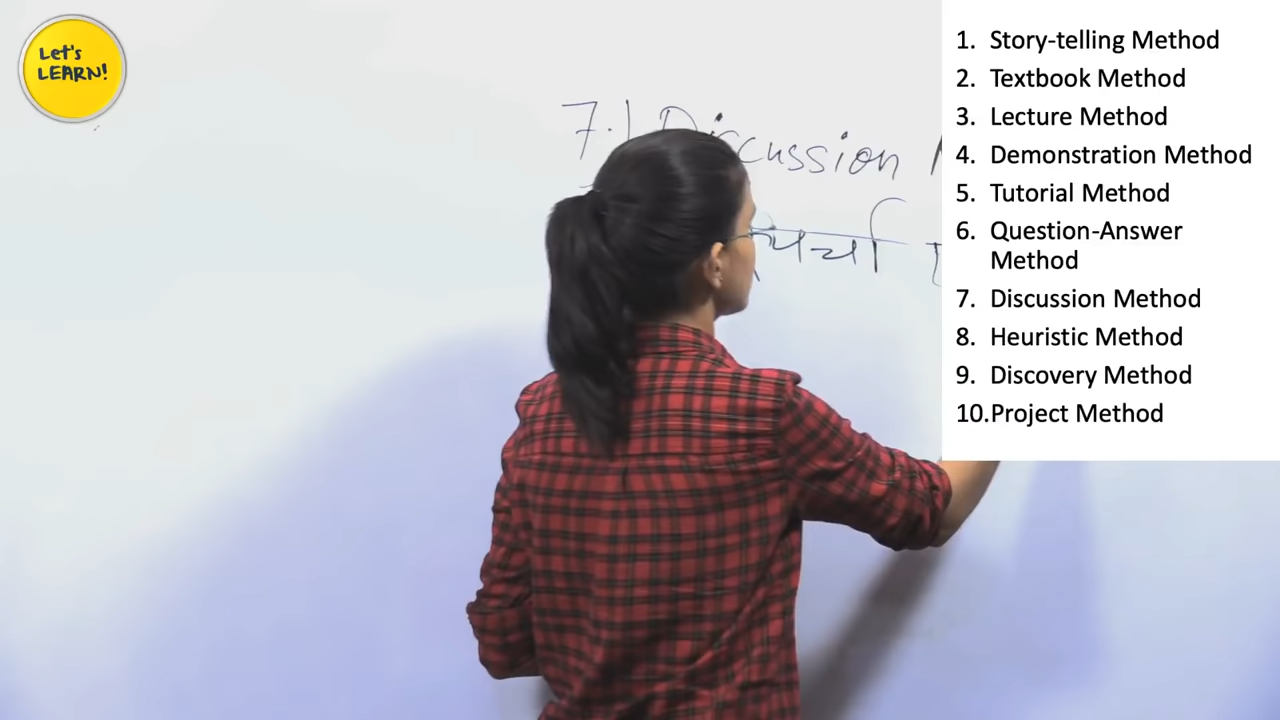 Let's
LEARN!
7. Discussion
1. Story-telling Method
2. Textbook Method
3. Lecture Method
4. Demonstration Method
5. Tutorial Method
6. Question-Answer
Method
7. Discussion Method
8. Heuristic Method
9. Discovery Method
10.Project Method